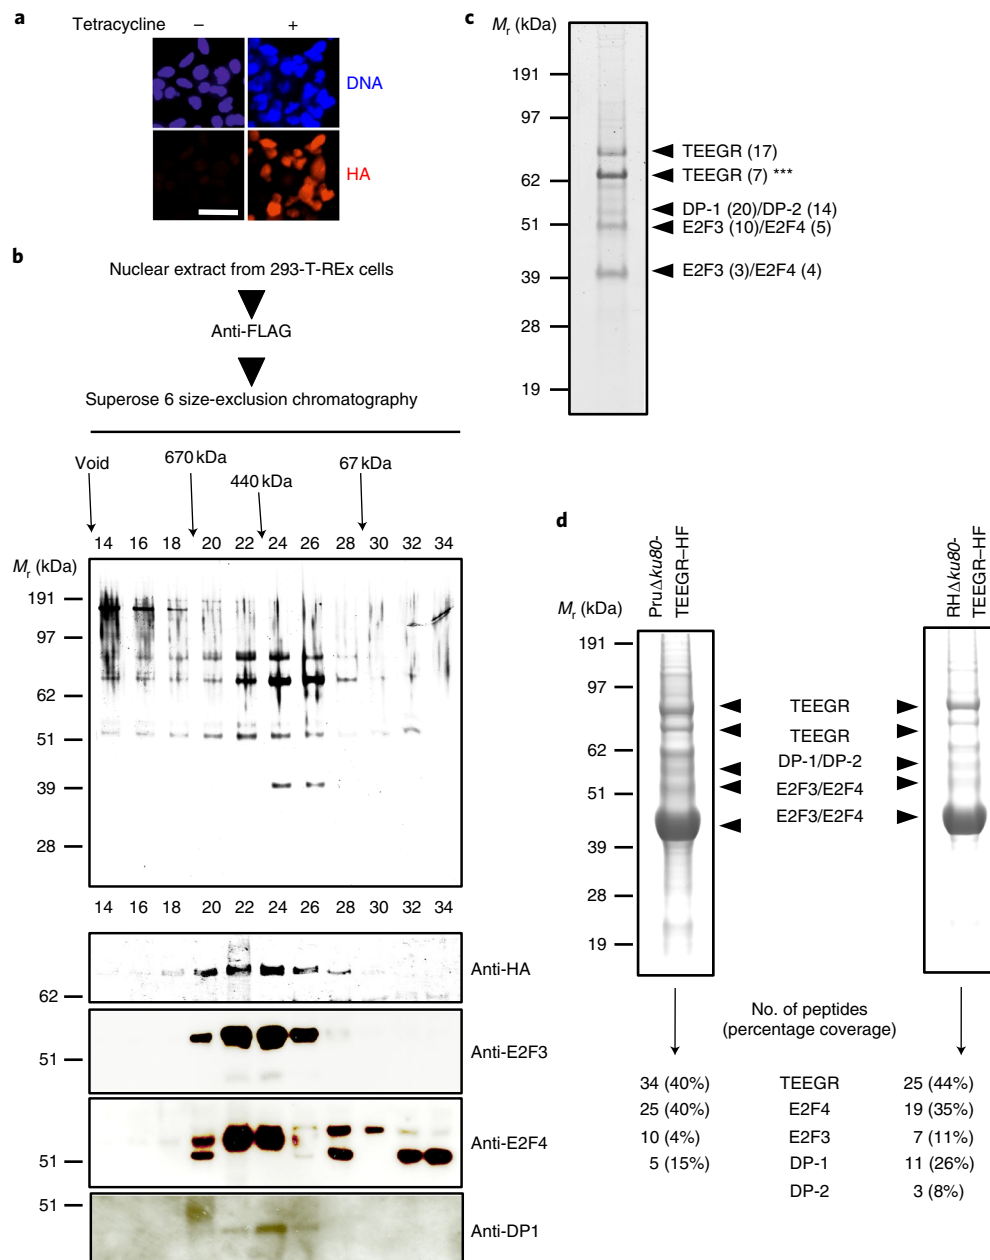 a
Tetracycline – +
DNA
HA
b
Nuclear extract from 293-T-REx cells
Anti-FLAG
Superose 6 size-exclusion chromatography
Void
670 kDa
440 kDa
67 kDa
14 16 18 20 22 24 26 28 30 32 34
Mr (kDa)
191
97
62
51
39
28
14 16 18 20 22 24 26 28 30 32 34
62
Anti-HA
51
Anti-E2F3
51
Anti-E2F4
51
Anti-DP1
c
Mr (kDa)
191
97
62
51
39
28
19
TEEGR (17)
TEEGR (7) ***
DP-1 (20)/DP-2 (14)
E2F3 (10)/E2F4 (5)
E2F3 (3)/E2F4 (4)
d
PruΔku80-
TEEGR–HF
RHΔku80-
TEEGR–HF
Mr (kDa)
191
97
62
51
39
28
19
TEEGR
TEEGR
DP-1/DP-2
E2F3/E2F4
E2F3/E2F4
No. of peptides
(percentage coverage)
34 (40%) TEEGR 25 (44%)
25 (40%) E2F4 19 (35%)
10 (4%) E2F3 7 (11%)
5 (15%) DP-1 11 (26%)
DP-2 3 (8%)